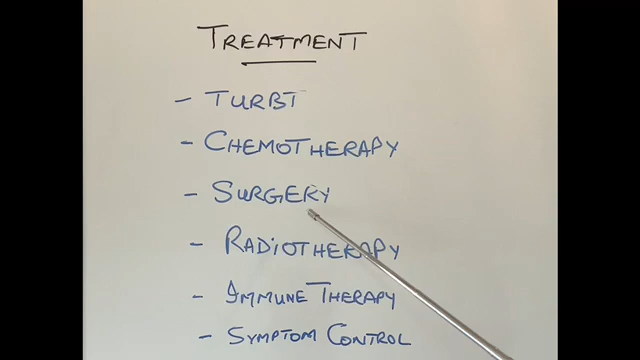 TREATMENT
- TURBT
- CHEMOTHERAPY
- SURGERY
- RADIOTHERAPY
- IMMUNE THERAPY
- SYMPTOM CONTROL